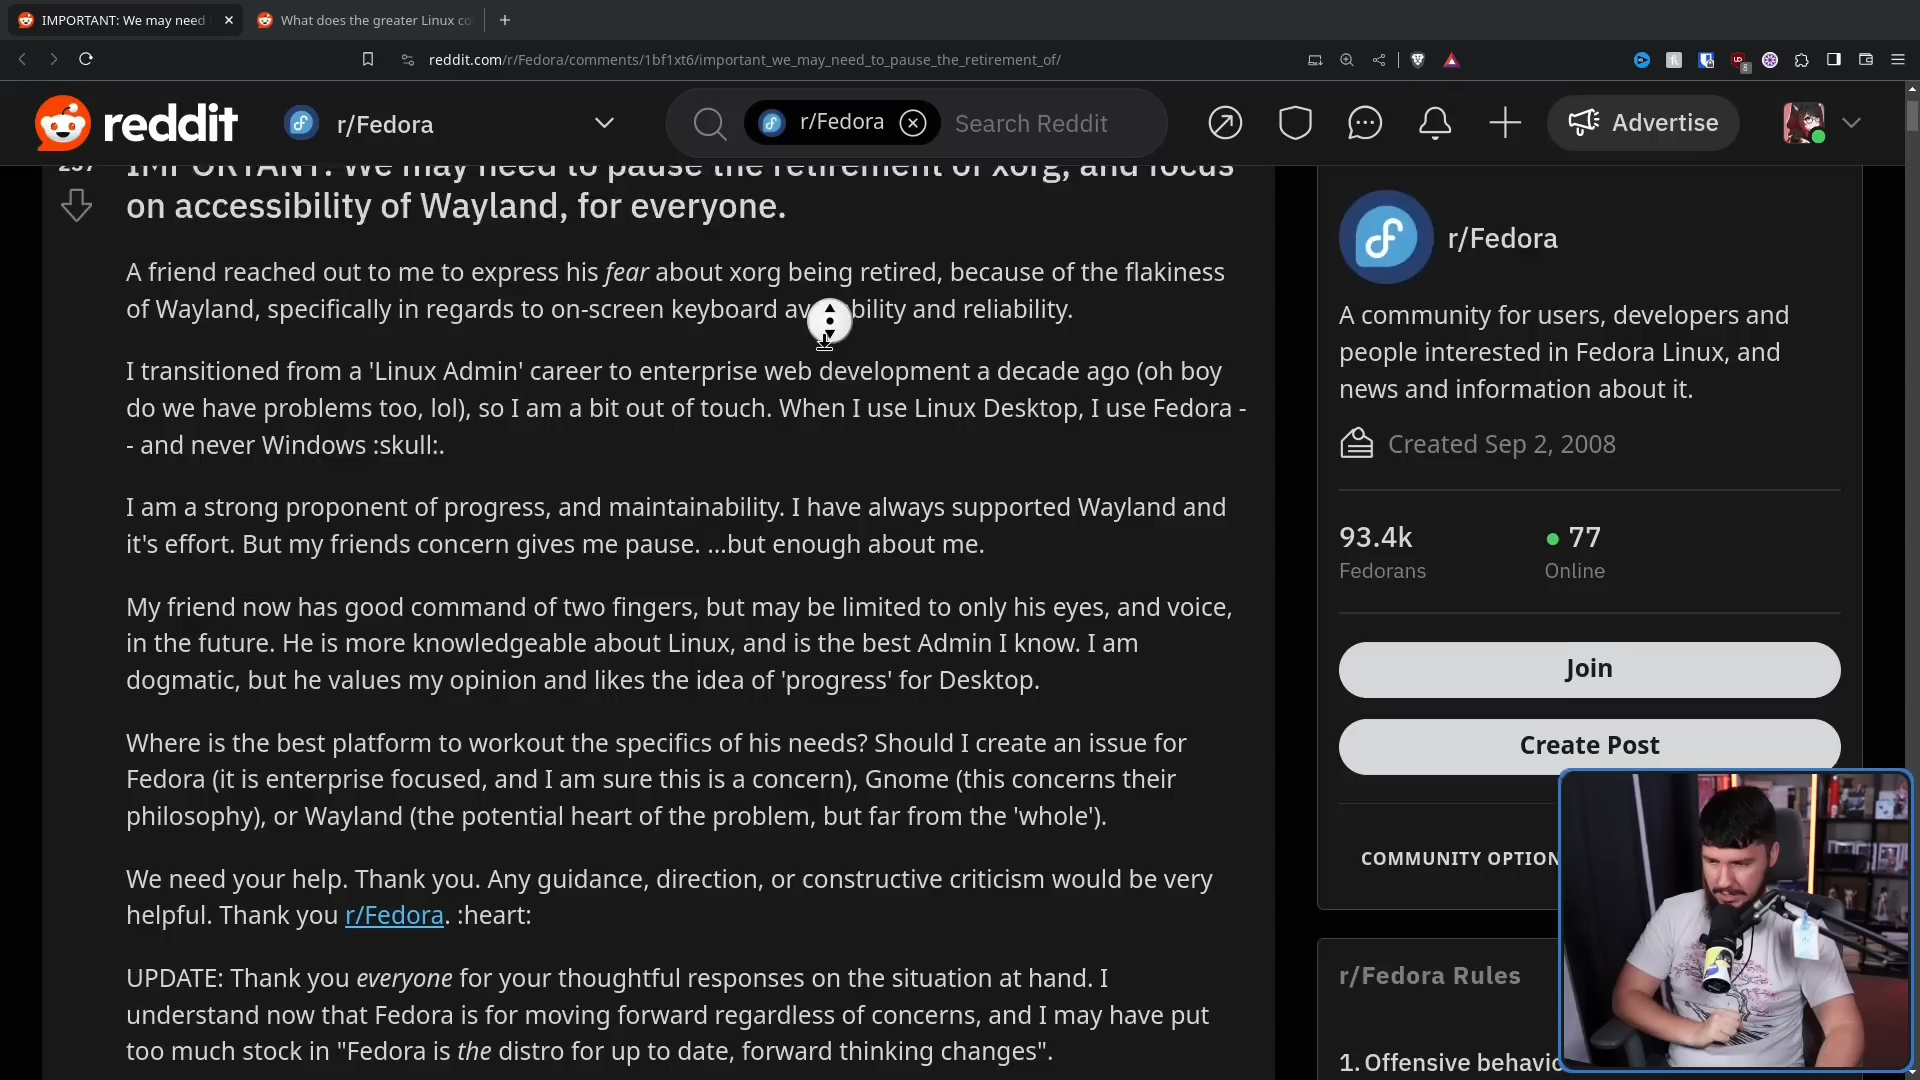 IMPORTANT: We may need
What does the greater Linux co
reddit.com/r/Fedora/comments/1bf1xt6/important_we_may_need_to_pause_the_retirement_of/
8
reddit
r/Fedora
r/Fedora
Search Reddit
Advertise
IMPORTANT: We may need to pause the retirement of xorg, and focus
on accessibility of Wayland, for everyone.
A friend reached out to me to express his fear about xorg being retired, because of the flakiness
of Wayland, specifically in regards to on-screen keyboard av bility and reliability.
I transitioned from a 'Linux Admin' career to enterprise web development a decade ago (oh boy
do we have problems too, lol), so I am a bit out of touch. When I use Linux Desktop, I use Fedora -
- and never Windows :skull:.
I am a strong proponent of progress, and maintainability. I have always supported Wayland and
it's effort. But my friends concern gives me pause. ...but enough about me.
My friend now has good command of two fingers, but may be limited to only his eyes, and voice,
in the future. He is more knowledgeable about Linux, and is the best Admin I know. I am
dogmatic, but he values my opinion and likes the idea of 'progress' for Desktop.
Where is the best platform to workout the specifics of his needs? Should I create an issue for
Fedora (it is enterprise focused, and I am sure this is a concern), Gnome (this concerns their
philosophy), or Wayland (the potential heart of the problem, but far from the 'whole').
We need your help. Thank you. Any guidance, direction, or constructive criticism would be very
helpful. Thank you r/Fedora. :heart:
UPDATE: Thank you everyone for your thoughtful responses on the situation at hand. I
understand now that Fedora is for moving forward regardless of concerns, and I may have put
too much stock in "Fedora is the distro for up to date, forward thinking changes".
r/Fedora
A community for users, developers and
people interested in Fedora Linux, and
news and information about it.
Created Sep 2, 2008
93.4k
Fedorans
77
Online
Join
Create Post
COMMUNITY OPTION
r/Fedora Rules
1. Offensive behavio